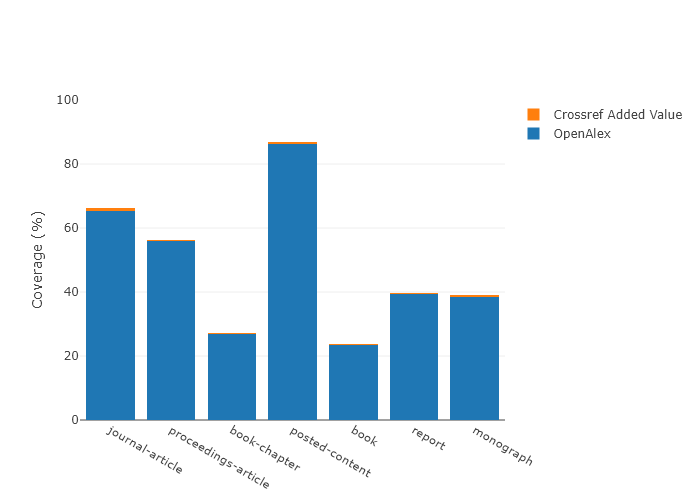 100
80
60
40
20
0
Coverage (%)
journal-article
proceedings-article
book-chapter
posted-content
book
report
monograph
Crossref Added Value
OpenAlex